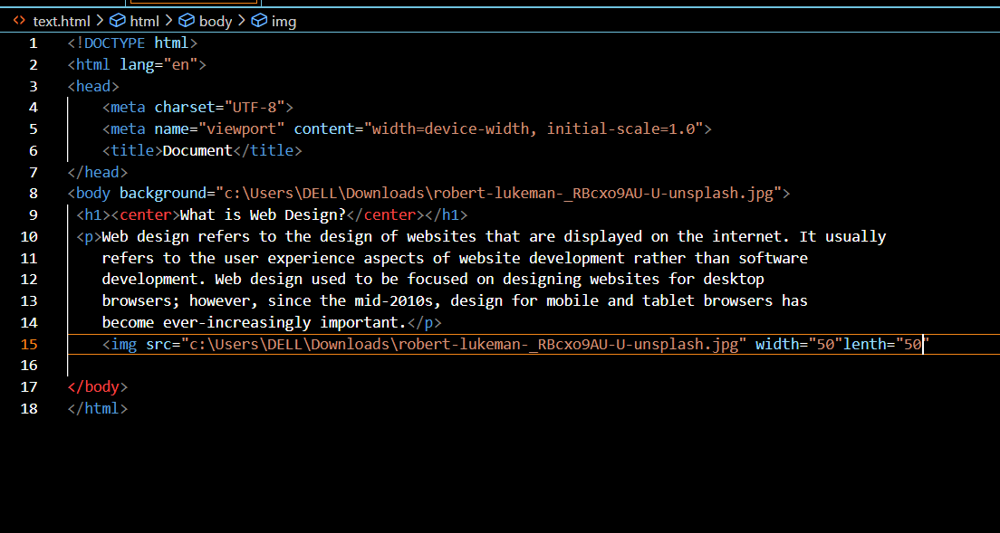 text.html > html > body > img
1 <!DOCTYPE html>
2 <html lang="en">
3 <head>
4 <meta charset="UTF-8">
5 <meta name="viewport" content="width=device-width, initial-scale=1.0">
6 <title>Document</title>
7 </head>
8 <body background="c:\Users\DELL\Downloads\robert-lukeman-_RBcxo9AU-U-unsplash.jpg">
9 <h1><center>What is Web Design?</center></h1>
10 <p>Web design refers to the design of websites that are displayed on the internet. It usually
11 refers to the user experience aspects of website development rather than software
12 development. Web design used to be focused on designing websites for desktop
13 browsers; however, since the mid-2010s, design for mobile and tablet browsers has
14 become ever-increasingly important.</p>
15 <img src="c:\Users\DELL\Downloads\robert-lukeman-_RBcxo9AU-U-unsplash.jpg" width="50"lenth="50"
16
17 </body>
18 </html>